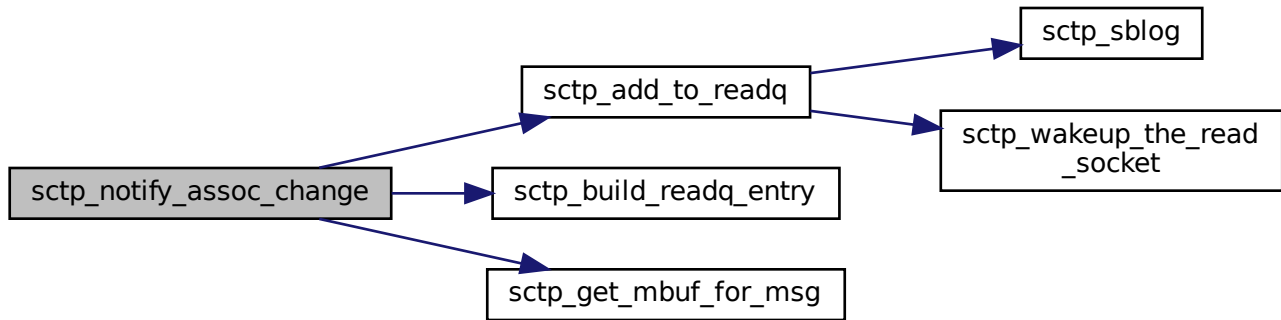 sctp_sblog
sctp_add_to_readq
sctp_wakeup_the_read
_socket
sctp_notify_assoc_change
sctp_build_readq_entry
sctp_get_mbuf_for_msg